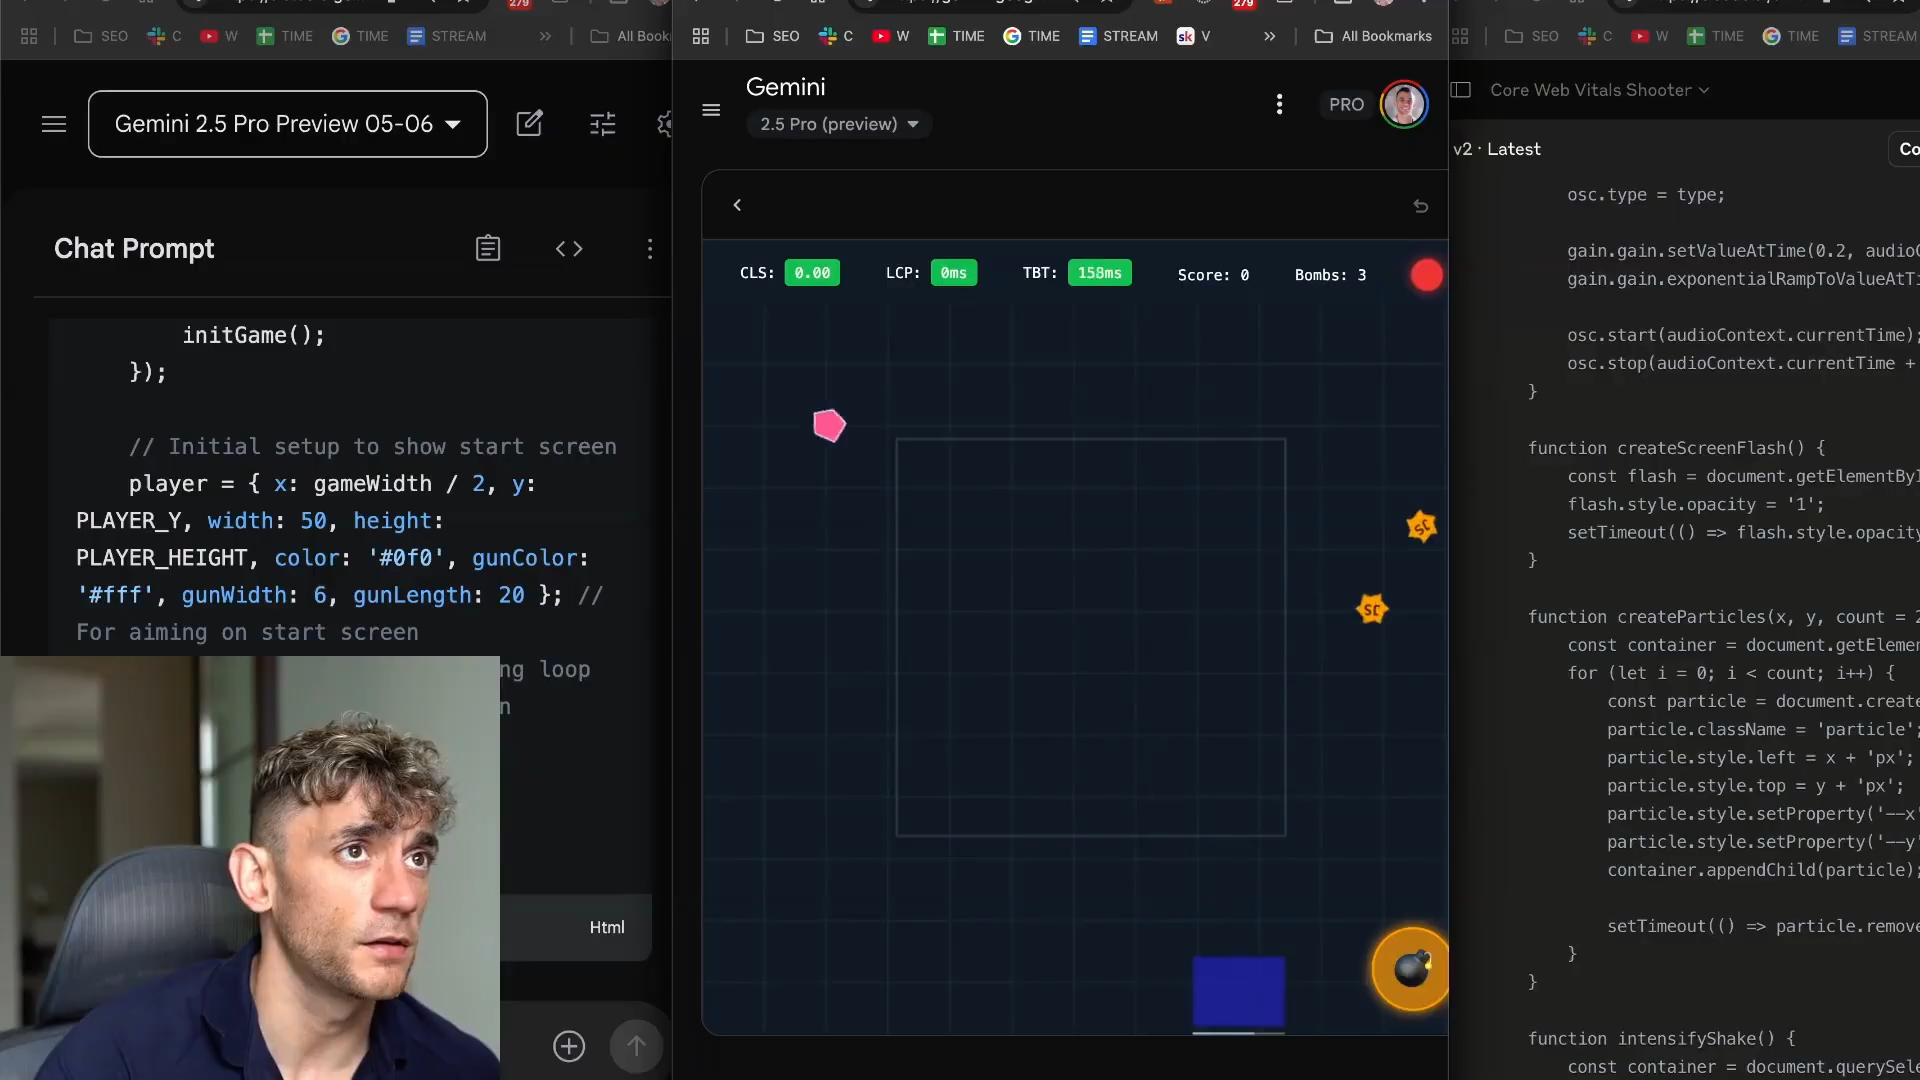 279
279
SEO C W TIME TIME STREAM » All Book
SEO C W TIME TIME STREAM sk V » All Bookmarks
SEO C W TIME TIME STREAM
Gemini 2.5 Pro Preview 05-06
Chat Prompt
initGame();
});
// Initial setup to show start screen
player = { x: gameWidth / 2, y:
PLAYER_Y, width: 50, height:
PLAYER_HEIGHT, color: '#0f0', gunColor:
'#fff', gunWidth: 6, gunLength: 20 }; //
For aiming on start screen
ng loop
n
Html
Gemini
2.5 Pro (preview)
PRO
CLS: 0.00 LCP: 0ms TBT: 158ms Score: 0 Bombs: 3
Core Web Vitals Shooter
v2 · Latest
Co
osc.type = type;
gain.gain.setValueAtTime(0.2, audioC
gain.gain.exponentialRampToValueAtTi
osc.start(audioContext.currentTime);
osc.stop(audioContext.currentTime +
}
function createScreenFlash() {
const flash = document.getElementByI
flash.style.opacity = '1';
setTimeout(() => flash.style.opacity
}
function createParticles(x, y, count = 2
const container = document.getElemen
for (let i = 0; i < count; i++) {
const particle = document.create
particle.className = 'particle';
particle.style.left = x + 'px';
particle.style.top = y + 'px';
particle.style.setProperty('--x'
particle.style.setProperty('--y'
container.appendChild(particle);
setTimeout(() => particle.remove
}
}
function intensifyShake() {
const container = document.querySele